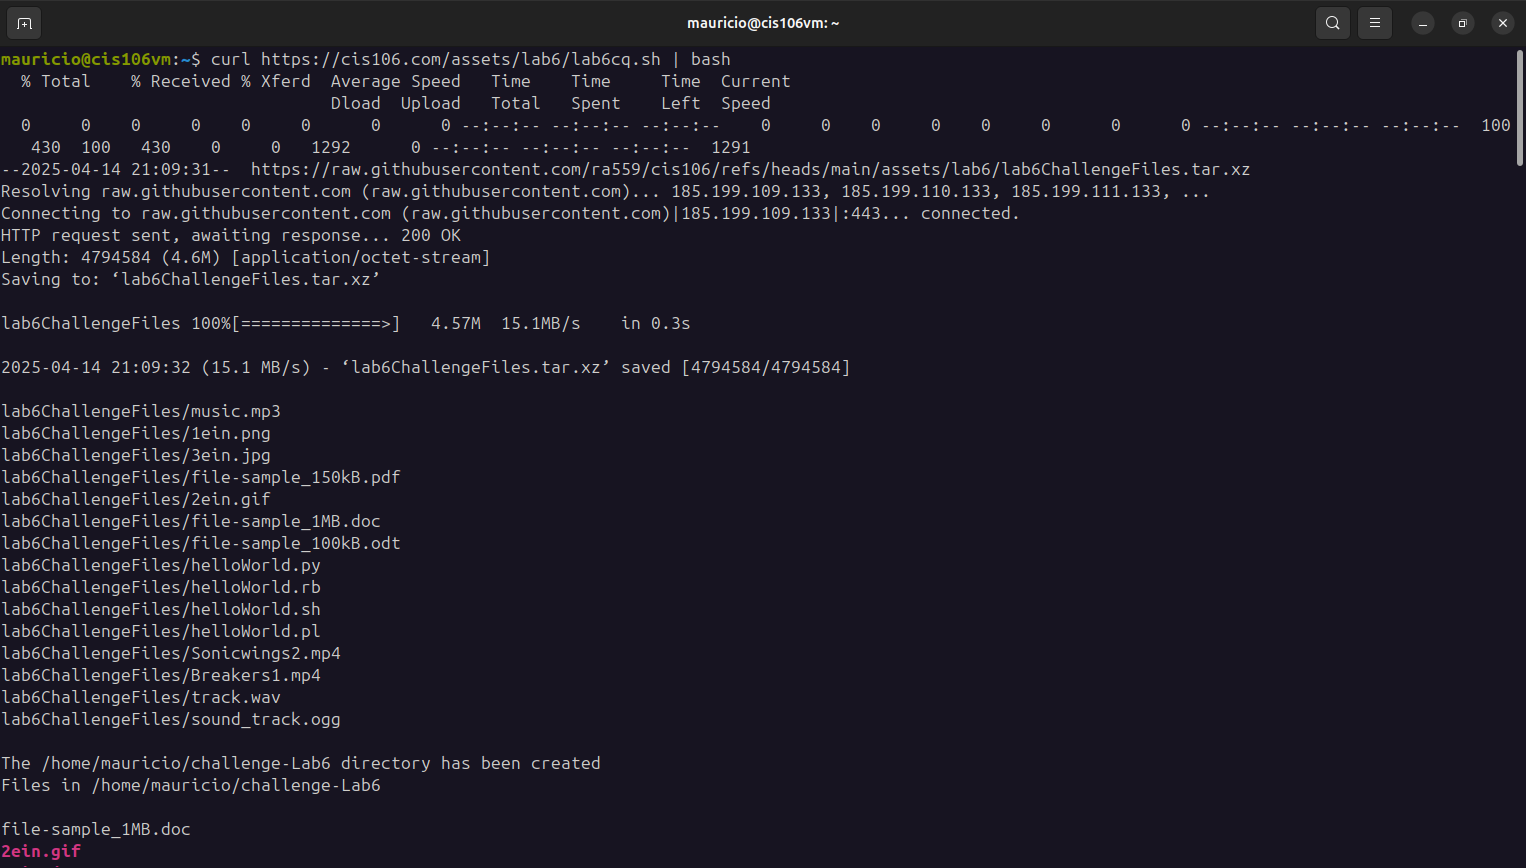 mauricio@cis106vm: ~
mauricio@cis106vm:~$ curl https://cis106.com/assets/lab6/lab6cq.sh | bash
  % Total    % Received % Xferd  Average Speed   Time    Time     Time  Current
                                 Dload  Upload   Total   Spent    Left  Speed
  0     0    0     0    0     0      0      0 --:--:-- --:--:-- --:--:--    0     0    0     0    0     0      0      0 --:--:-- --:--:-- --:--:--  100
   430  100   430    0     0   1292      0 --:--:-- --:--:-- --:--:--  1291
--2025-04-14 21:09:31--  https://raw.githubusercontent.com/ra559/cis106/refs/heads/main/assets/lab6/lab6ChallengeFiles.tar.xz
Resolving raw.githubusercontent.com (raw.githubusercontent.com)... 185.199.109.133, 185.199.110.133, 185.199.111.133, ...
Connecting to raw.githubusercontent.com (raw.githubusercontent.com)|185.199.109.133|:443... connected.
HTTP request sent, awaiting response... 200 OK
Length: 4794584 (4.6M) [application/octet-stream]
Saving to: ‘lab6ChallengeFiles.tar.xz’
lab6ChallengeFiles 100%[==============>]   4.57M  15.1MB/s    in 0.3s
2025-04-14 21:09:32 (15.1 MB/s) - ‘lab6ChallengeFiles.tar.xz’ saved [4794584/4794584]
lab6ChallengeFiles/music.mp3
lab6ChallengeFiles/1ein.png
lab6ChallengeFiles/3ein.jpg
lab6ChallengeFiles/file-sample_150kB.pdf
lab6ChallengeFiles/2ein.gif
lab6ChallengeFiles/file-sample_1MB.doc
lab6ChallengeFiles/file-sample_100kB.odt
lab6ChallengeFiles/helloWorld.py
lab6ChallengeFiles/helloWorld.rb
lab6ChallengeFiles/helloWorld.sh
lab6ChallengeFiles/helloWorld.pl
lab6ChallengeFiles/Sonicwings2.mp4
lab6ChallengeFiles/Breakers1.mp4
lab6ChallengeFiles/track.wav
lab6ChallengeFiles/sound_track.ogg
The /home/mauricio/challenge-Lab6 directory has been created
Files in /home/mauricio/challenge-Lab6
file-sample_1MB.doc
2ein.gif